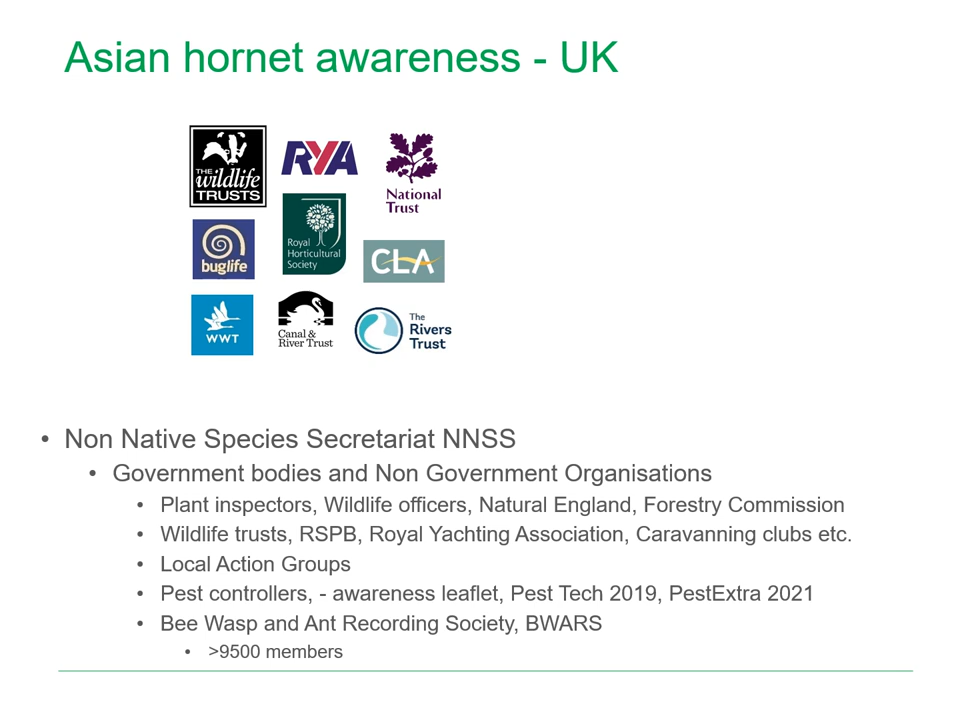 Asian hornet awareness - UK
THE
wildlife
TRUSTS
RYA
National
Trust
buglife
Royal
Horticultural
Society
CLA
WWT
Canal &
River Trust
The
Rivers
Trust
• Non Native Species Secretariat NNSS
• Government bodies and Non Government Organisations
• Plant inspectors, Wildlife officers, Natural England, Forestry Commission
• Wildlife trusts, RSPB, Royal Yachting Association, Caravanning clubs etc.
• Local Action Groups
• Pest controllers, - awareness leaflet, Pest Tech 2019, PestExtra 2021
• Bee Wasp and Ant Recording Society, BWARS
• >9500 members